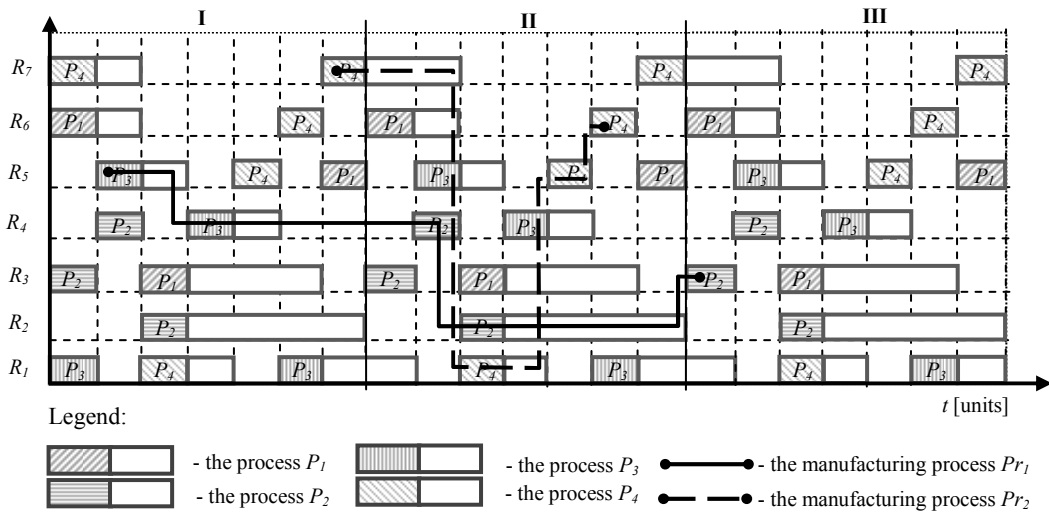 I II III
R7 P4 P4 P4 P4
R6 P1 P4 P1 P4 P1 P4
R5 P3 P4 P1 P3 P4 P1 P3 P4 P1
R4 P2 P3 P2 P3 P2 P3
R3 P2 P1 P2 P1 P2 P1
R2 P2 P2 P2
R1 P3 P4 P3 P4 P3 P4 P3
t [units]
Legend:
- the process P1 - the process P3 - the manufacturing process Pr1
- the process P2 - the process P4 - the manufacturing process Pr2